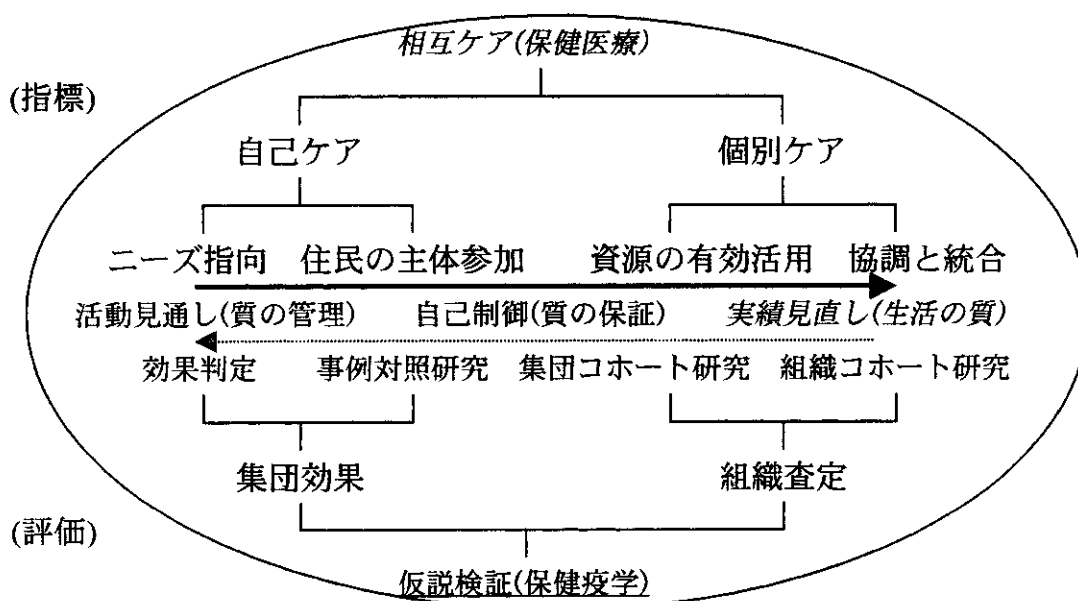 相互ケア(保健医療)
(指標)
自己ケア 個別ケア
ニーズ指向 住民の主体参加 資源の有効活用 協調と統合
活動見通し(質の管理) 自己制御(質の保証) 実績見直し(生活の質)
効果判定 事例対照研究 集団コホート研究 組織コホート研究
集団効果 組織査定
(評価)
仮説検証(保健疫学)